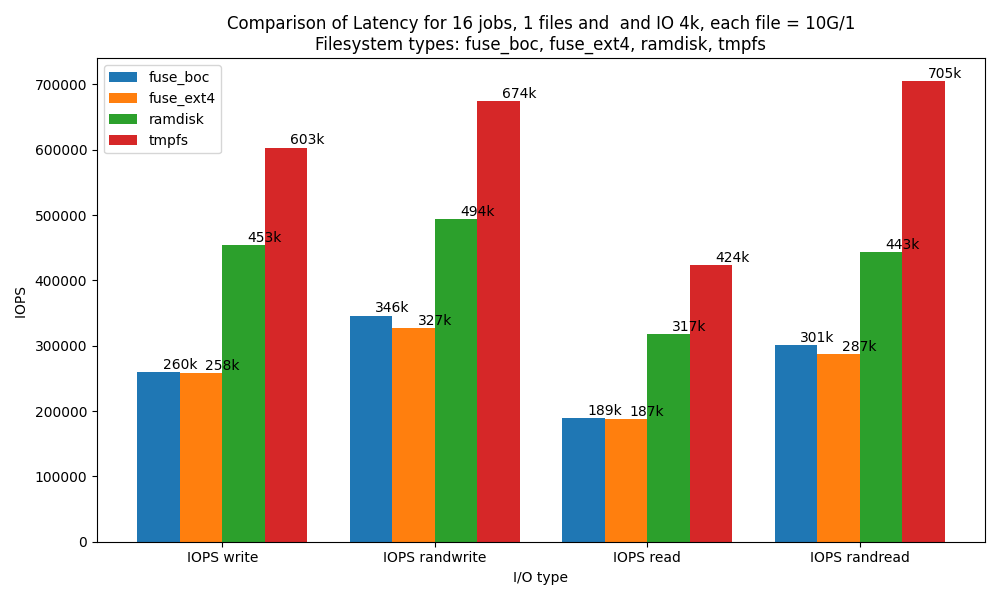 Comparison of Latency for 16 jobs, 1 files and  and IO 4k, each file = 10G/1
Filesystem types: fuse_boc, fuse_ext4, ramdisk, tmpfs
fuse_boc
fuse_ext4
ramdisk
tmpfs
IOPS
700000
600000
500000
400000
300000
200000
100000
0
260k
258k
453k
603k
346k
327k
494k
674k
189k
187k
317k
424k
301k
287k
443k
705k
IOPS write
IOPS randwrite
IOPS read
IOPS randread
I/O type